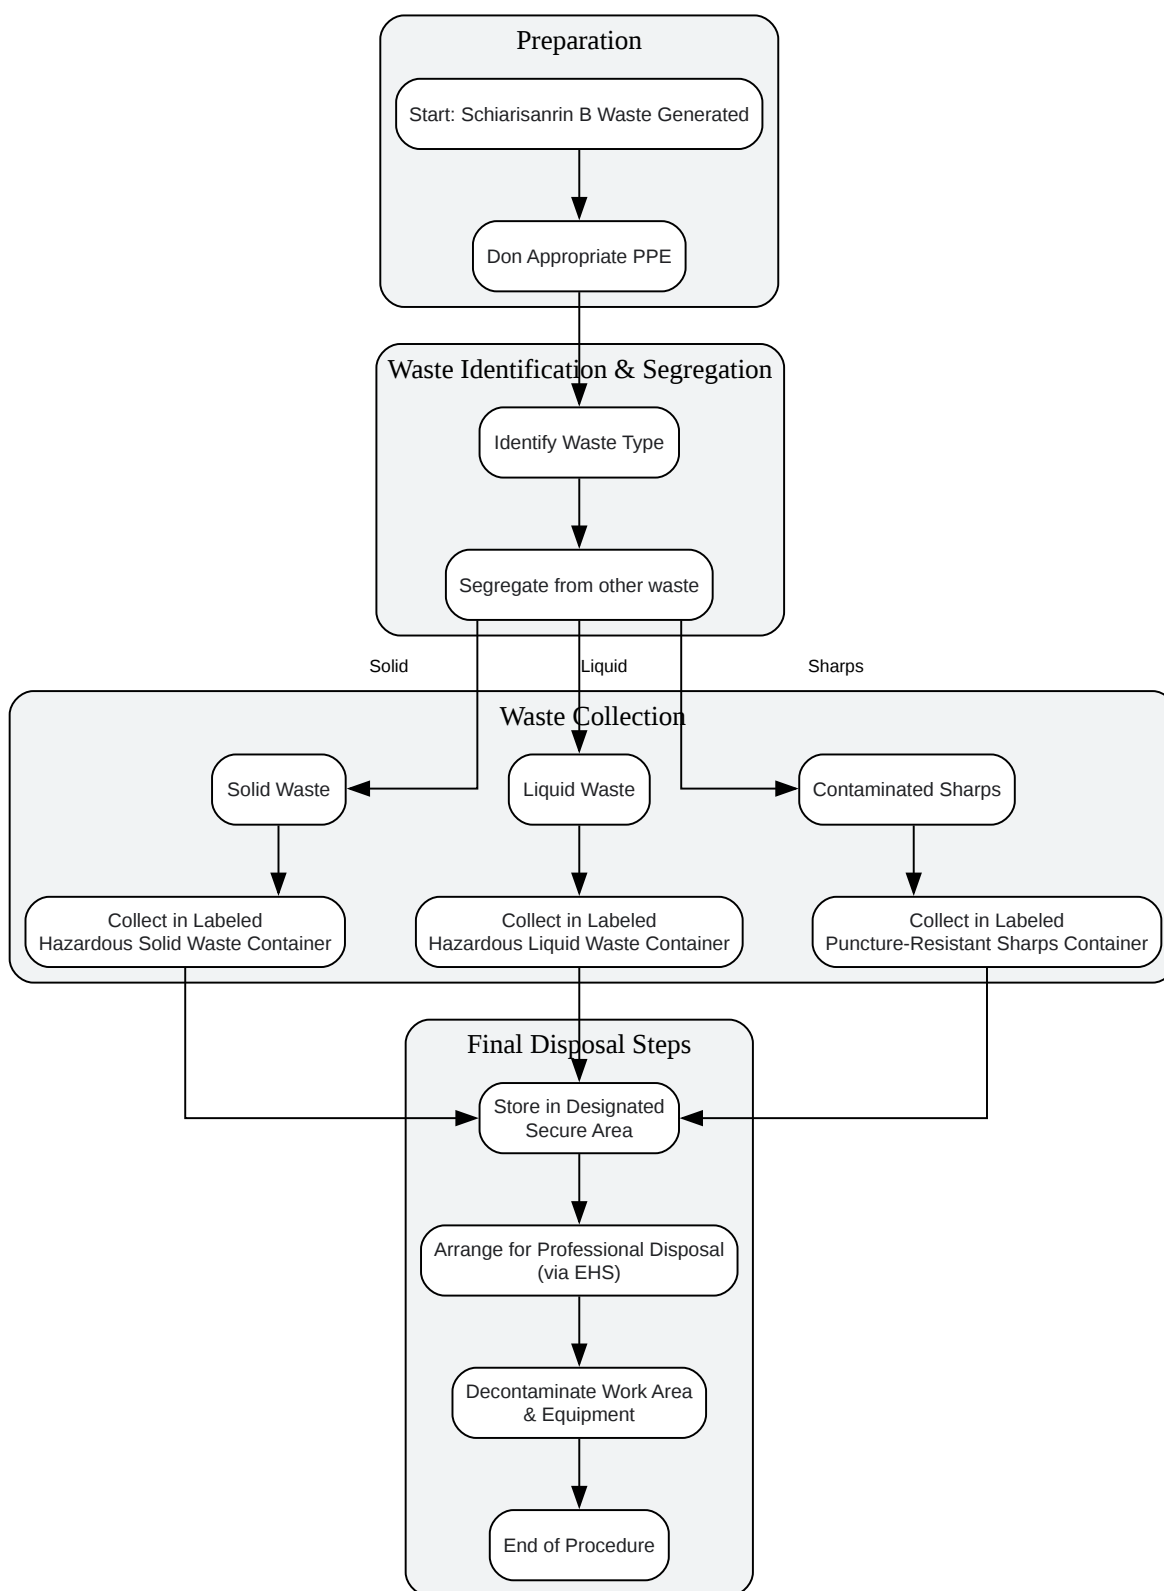 Preparation
Start: Schiarisanrin B Waste Generated
Don Appropriate PPE
Waste Identification & Segregation
Identify Waste Type
Segregate from other waste
Solid
Liquid
Sharps
Waste Collection
Solid Waste
Liquid Waste
Contaminated Sharps
Collect in Labeled
Hazardous Solid Waste Container
Collect in Labeled
Hazardous Liquid Waste Container
Collect in Labeled
Puncture-Resistant Sharps Container
Final Disposal Steps
Store in Designated
Secure Area
Arrange for Professional Disposal
(via EHS)
Decontaminate Work Area
& Equipment
End of Procedure